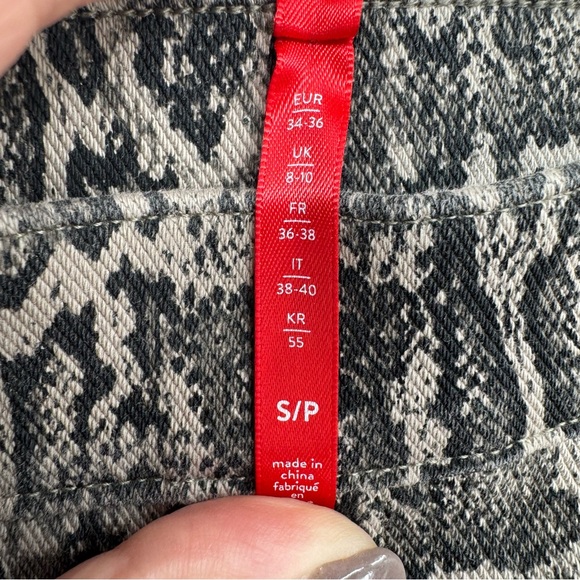 EUR
34-36
UK
8-10
FR
36-38
IT
38-40
KR
55
S/P
made in
china
fabriqué
en